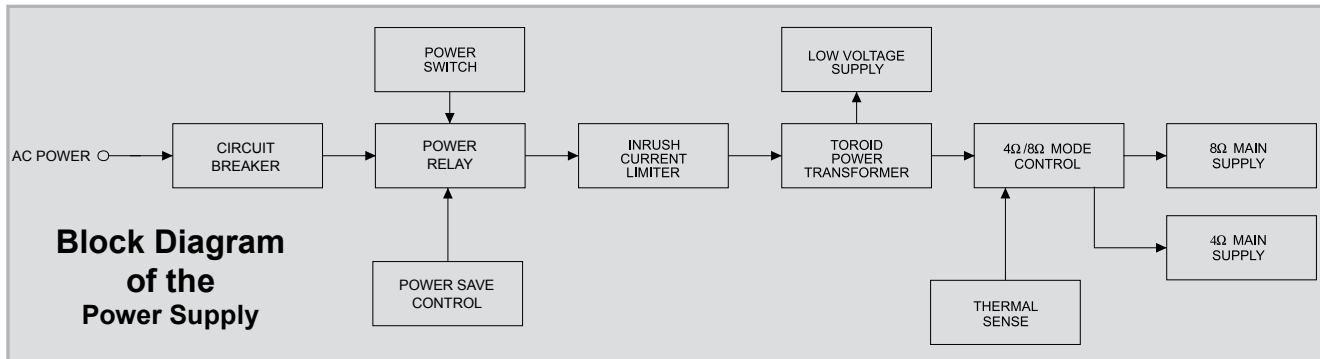 POWER
SWITCH
LOW VOLTAGE
SUPPLY
AC POWER
CIRCUIT
BREAKER
POWER
RELAY
INRUSH
CURRENT
LIMITER
TOROID
POWER
TRANSFORMER
4Ω/8Ω MODE
CONTROL
8Ω MAIN
SUPPLY
4Ω MAIN
SUPPLY
POWER SAVE
CONTROL
THERMAL
SENSE
Block Diagram
of the
Power Supply